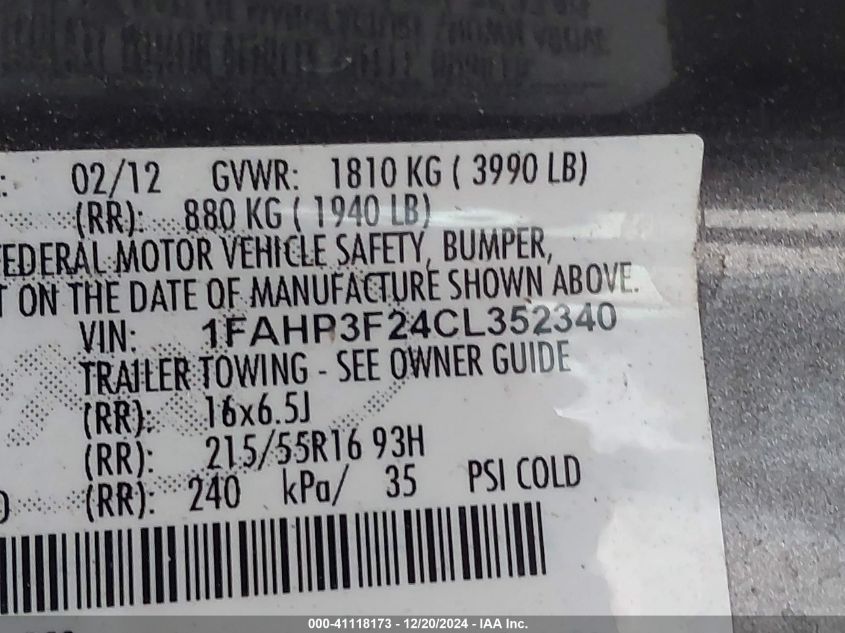 : 02/12 GVWR: 1810 KG ( 3990 LB)
(RR): 880 KG ( 1940 LB)
FEDERAL MOTOR VEHICLE SAFETY, BUMPER,
T ON THE DATE OF MANUFACTURE SHOWN ABOVE.
VIN: 1FAHP3F24CL352340
TRAILER TOWING - SEE OWNER GUIDE
(RR): 16x6.5J
(RR): 215/55R16 93H
(RR): 240 kPa/ 35 PSI COLD
000-41118173 - 12/20/2024 - IAA Inc.